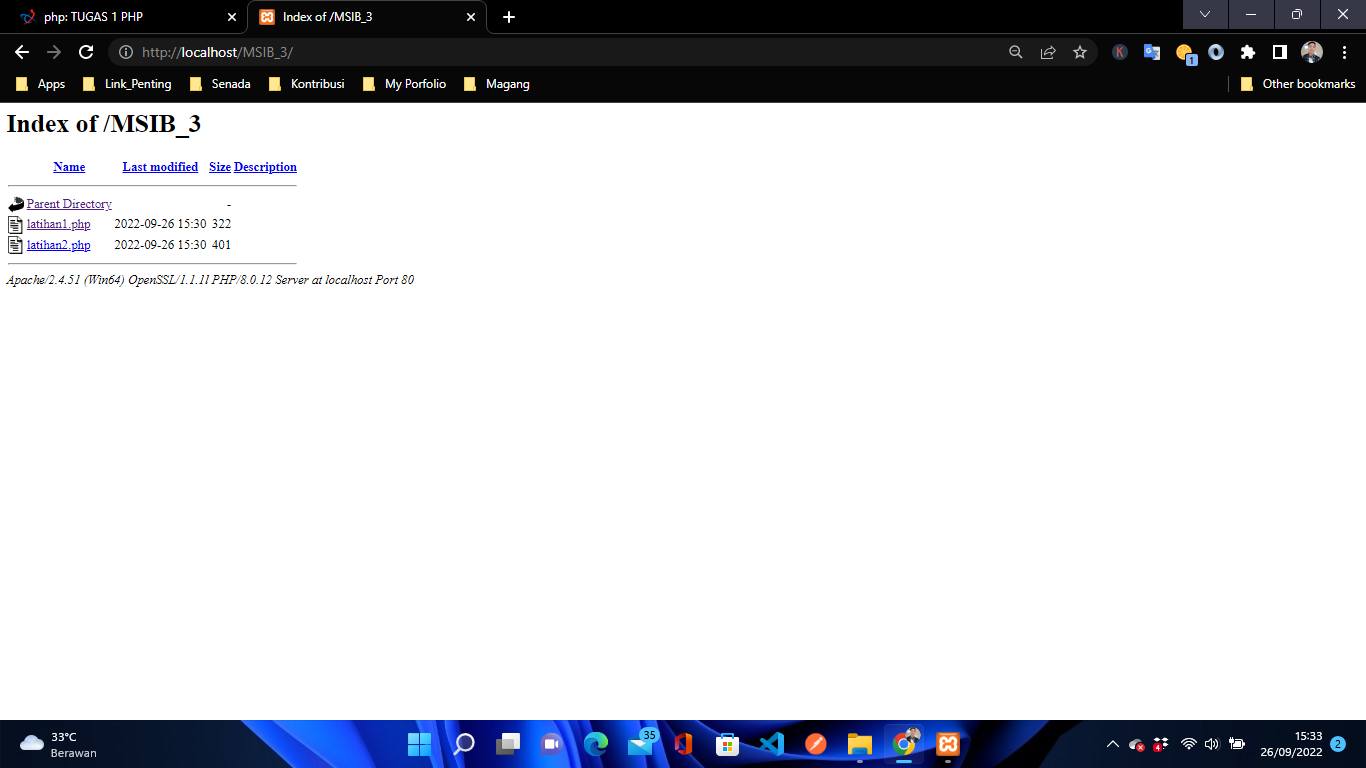 php: TUGAS 1 PHP
Index of /MSIB_3
http://localhost/MSIB_3/
K
1
Apps
Link_Penting
Senada
Kontribusi
My Porfolio
Magang
Other bookmarks
Index of /MSIB_3
Name Last modified Size Description
Parent Directory -
latihan1.php 2022-09-26 15:30 322
latihan2.php 2022-09-26 15:30 401
Apache/2.4.51 (Win64) OpenSSL/1.1.1l PHP/8.0.12 Server at localhost Port 80
33°C
Berawan
35
4
15:33
26/09/2022
2